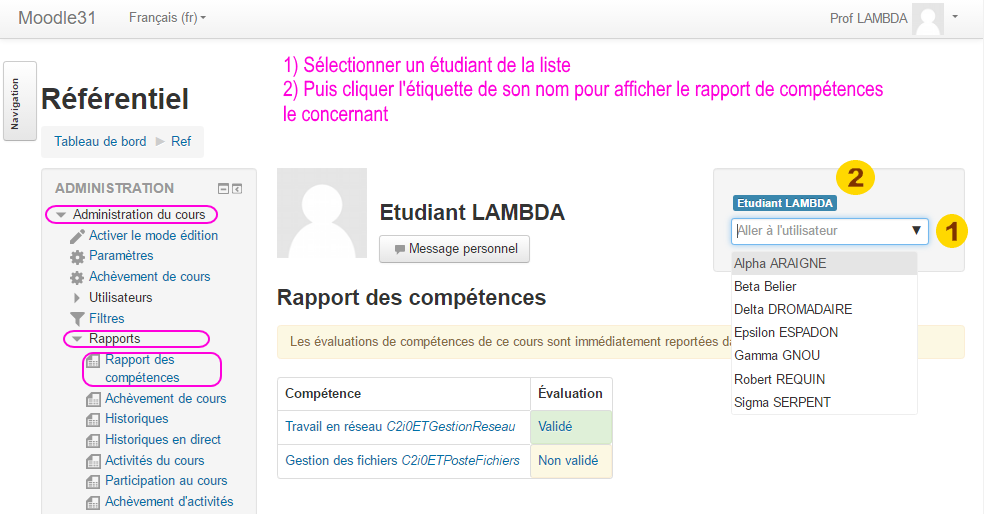 Moodle31
Français (fr)
Prof LAMBDA
Navigation
1) Sélectionner un étudiant de la liste
2) Puis cliquer l'étiquette de son nom pour afficher le rapport de compétences
le concernant
Référentiel
Tableau de bord
Ref
ADMINISTRATION
Administration du cours
Activer le mode édition
Paramètres
Achèvement de cours
Utilisateurs
Filtres
Rapports
Rapport des
compétences
Achèvement de cours
Historiques
Historiques en direct
Activités du cours
Participation au cours
Achèvement d'activités
Etudiant LAMBDA
Message personnel
2
Etudiant LAMBDA
Aller à l'utilisateur
1
Alpha ARAIGNE
Beta Belier
Delta DROMADAIRE
Epsilon ESPADON
Gamma GNOU
Robert REQUIN
Sigma SERPENT
Rapport des compétences
Les évaluations de compétences de ce cours sont immédiatement reportées
Compétence Évaluation
Travail en réseau C2i0ETGestionReseau Validé
Gestion des fichiers C2i0ETPosteFichiers Non validé